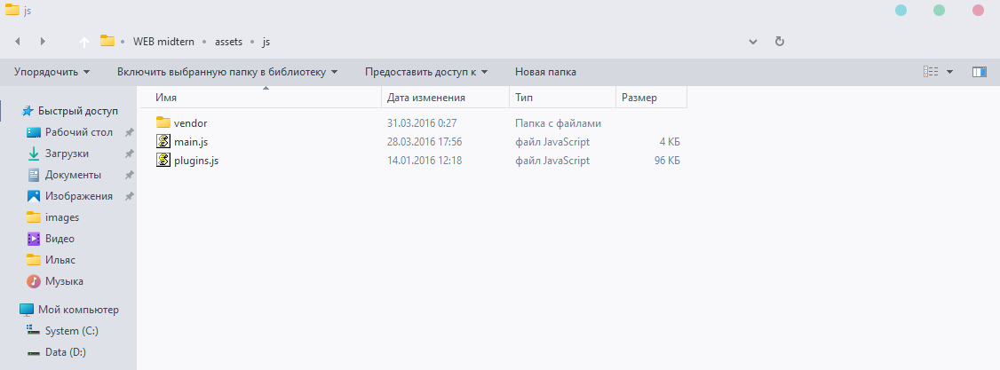 js
WEB midtern • assets • js
Упорядочить Включить выбранную папку в библиотеку Предоставить доступ к Новая папка
Имя Дата изменения Тип Размер
Быстрый доступ
Рабочий стол
Загрузки
Документы
Изображения
images
Видео
Ильяс
Музыка
Мой компьютер
System (C:)
Data (D:)
vendor 31.03.2016 0:27 Папка с файлами
main.js 28.03.2016 17:56 файл JavaScript 4 КБ
plugins.js 14.01.2016 12:18 файл JavaScript 96 КБ